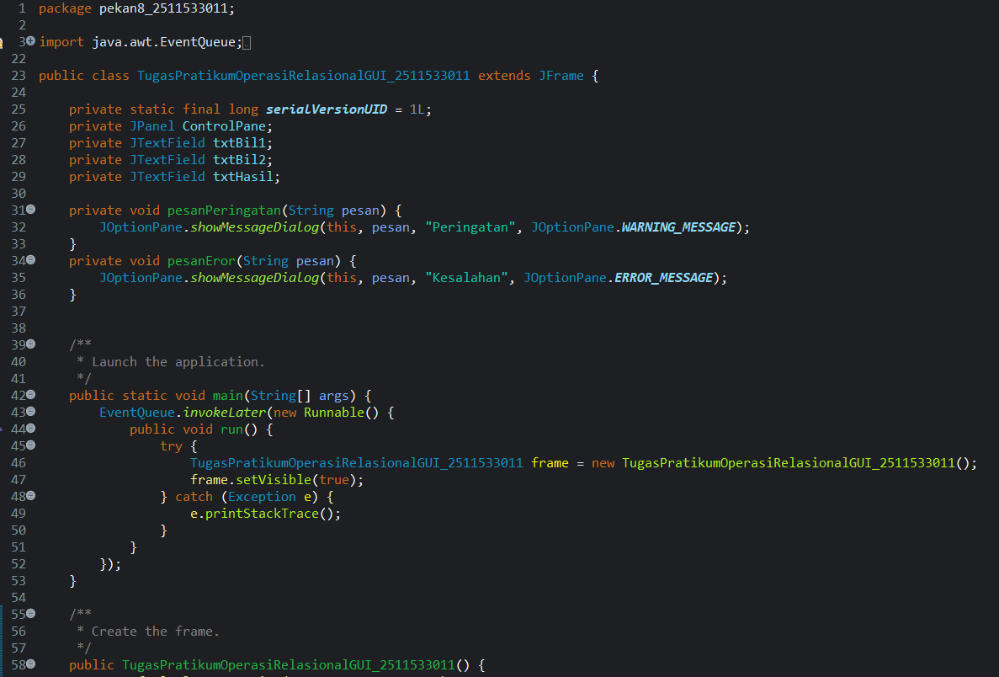 1 package pekan8_2511533011;
2
3 import java.awt.EventQueue;
22
23 public class TugasPratikumOperasiRelasionalGUI_2511533011 extends JFrame {
24
25     private static final long serialVersionUID = 1L;
26     private JPanel ControlPane;
27     private JTextField txtBil1;
28     private JTextField txtBil2;
29     private JTextField txtHasil;
30
31     private void pesanPeringatan(String pesan) {
32         JOptionPane.showMessageDialog(this, pesan, "Peringatan", JOptionPane.WARNING_MESSAGE);
33     }
34     private void pesanEror(String pesan) {
35         JOptionPane.showMessageDialog(this, pesan, "Kesalahan", JOptionPane.ERROR_MESSAGE);
36     }
37
38
39     /**
40      * Launch the application.
41      */
42     public static void main(String[] args) {
43         EventQueue.invokeLater(new Runnable() {
44             public void run() {
45                 try {
46                     TugasPratikumOperasiRelasionalGUI_2511533011 frame = new TugasPratikumOperasiRelasionalGUI_2511533011();
47                     frame.setVisible(true);
48                 } catch (Exception e) {
49                     e.printStackTrace();
50                 }
51             }
52         });
53     }
54
55     /**
56      * Create the frame.
57      */
58     public TugasPratikumOperasiRelasionalGUI_2511533011() {